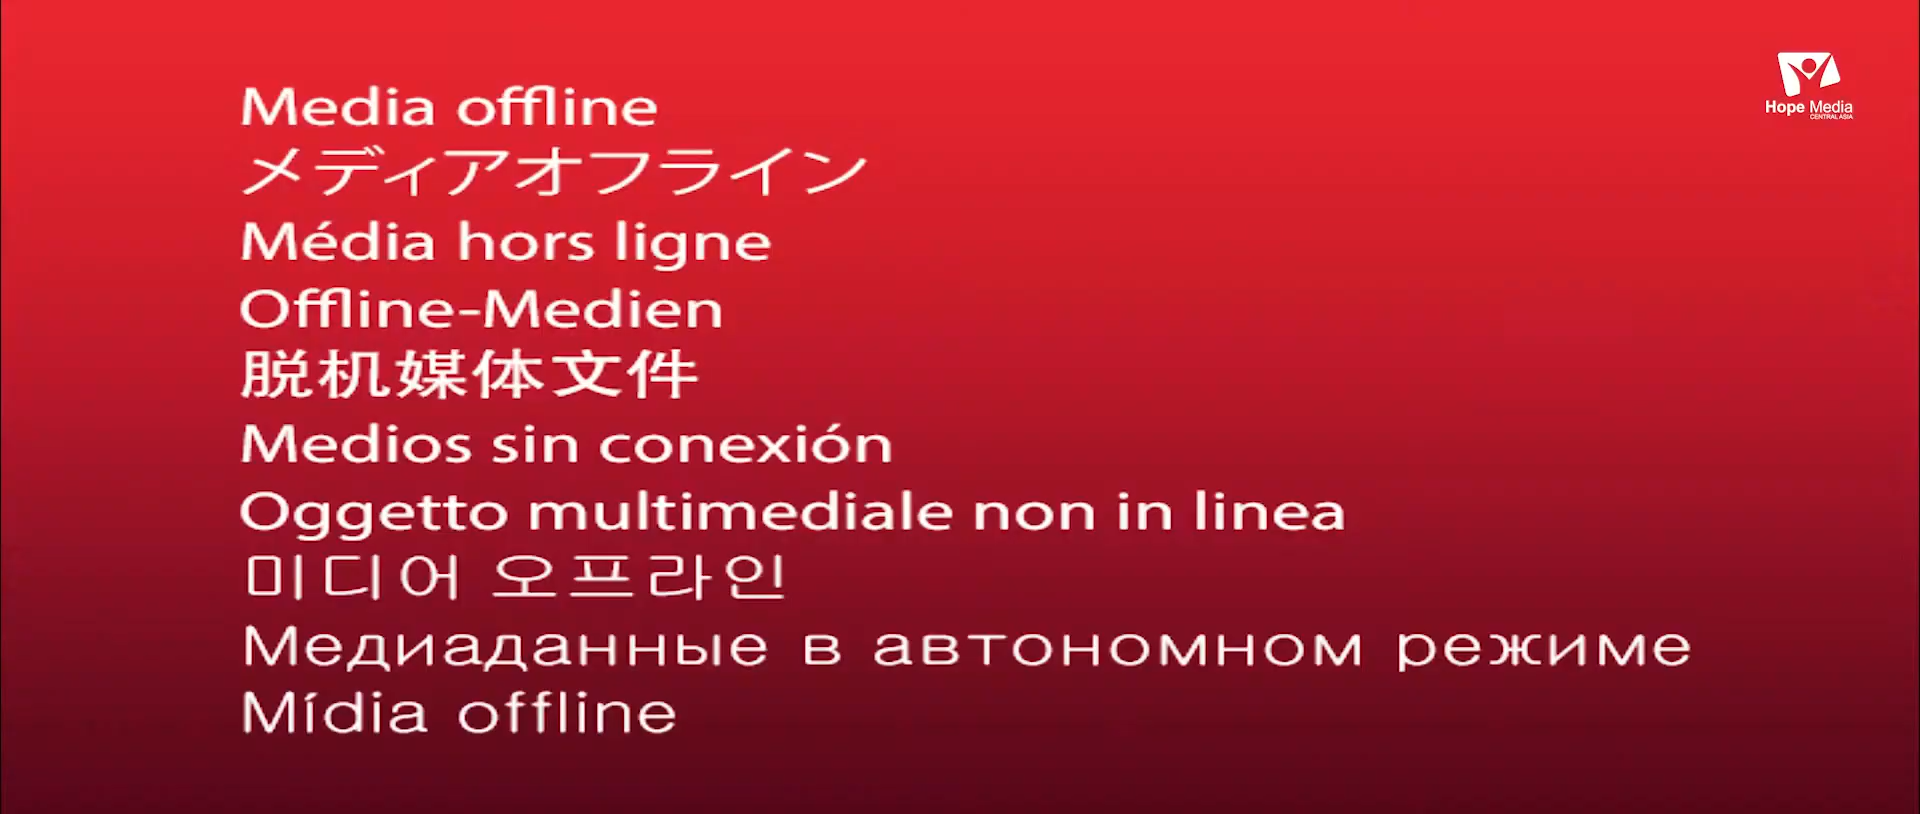 Media offline
メディアオフライン
Média hors ligne
Offline-Medien
脱机媒体文件
Medios sin conexión
Oggetto multimediale non in linea
미디어 오프라인
Медиаданные в автономном режиме
Mídia offline
Hope Media
CENTRAL ASIA